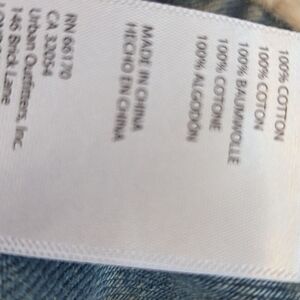 100% COTTON
100% COTON
100% BAUMWOLLE
100% COTONE
100% ALGODÓN
MADE IN CHINA
HECHO EN CHINA
RN 66170
CA 32054
Urban Outfitters, Inc.
146 Brick Lane